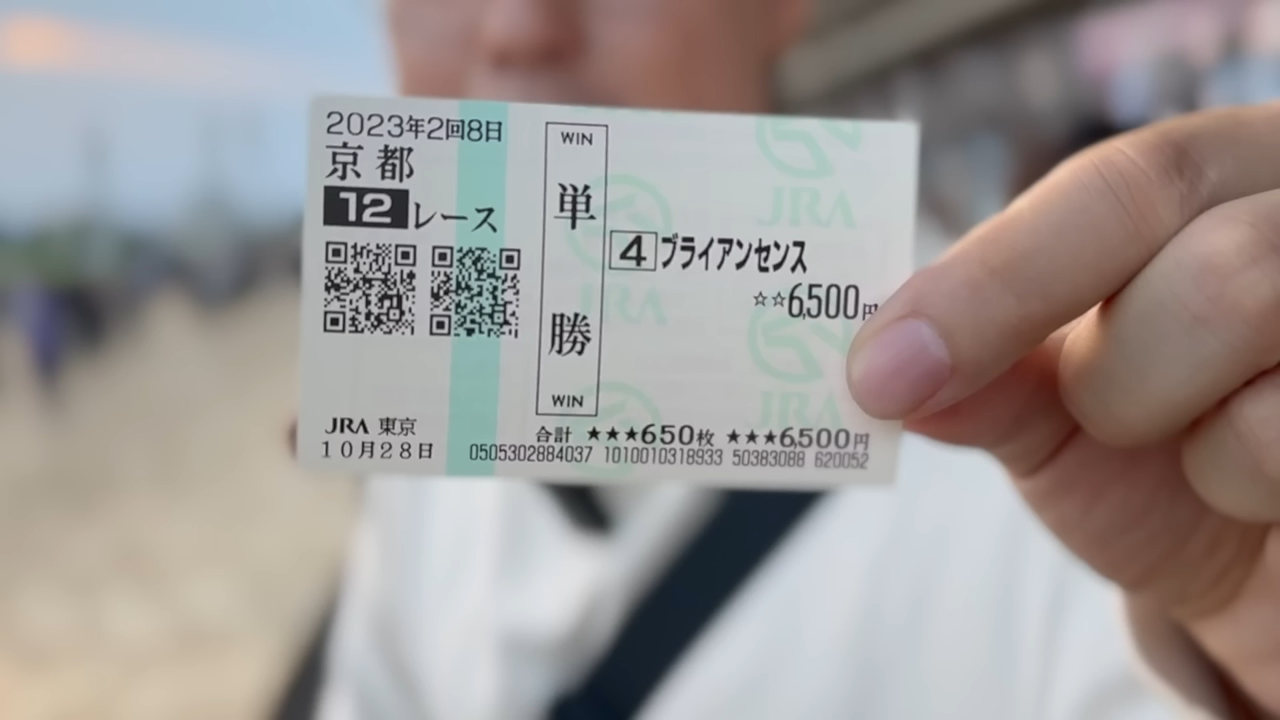 2023年2回8日
京都
12レース
WIN
単勝
WIN
4 ブライアンセンス
☆☆6,500円
JRA
JRA
JRA
JRA 東京
10月28日
合計 ★★★650枚 ★★★6,500円
0505302884037 1010010318933 50383088 620052